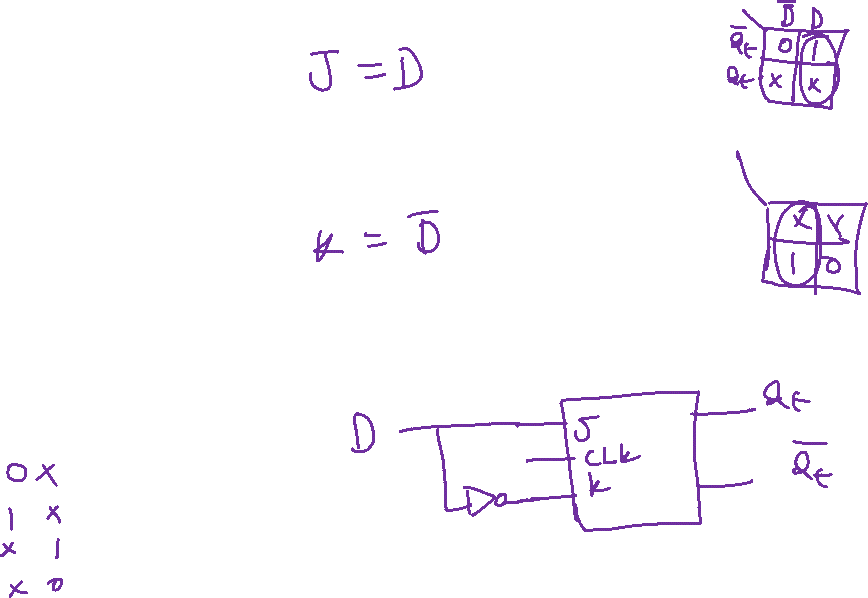 D̅ D
Q̅t 0 1
Qt x x
J = D
K = D̅
X X
1 0
D J Qt
CLK
K Q̅t
0 X
1 X
X 1
X 0